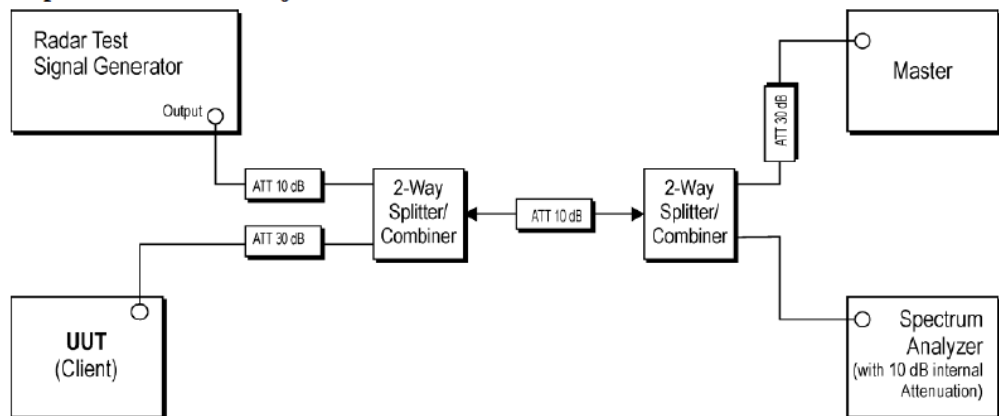 Radar Test
Signal Generator
Output
ATT 10 dB
ATT 30 dB
2-Way
Splitter/
Combiner
ATT 10 dB
2-Way
Splitter/
Combiner
ATT 30 dB
Master
UUT
(Client)
Spectrum
Analyzer
(with 10 dB internal
Attenuation)